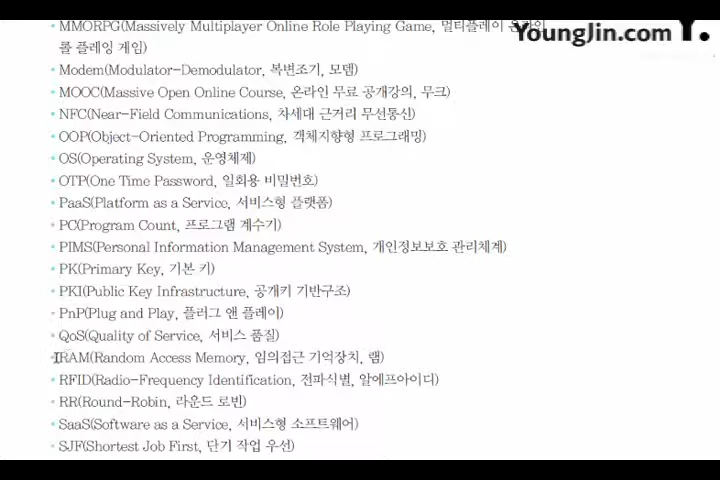 • MMORPG(Massively Multiplayer Online Role Playing Game, 멀티플레이 온라인
롤 플레잉 게임)
YoungJin.com Y.
• Modem(Modulator-Demodulator, 복변조기, 모뎀)
• MOOC(Massive Open Online Course, 온라인 무료 공개강의, 무크)
• NFC(Near-Field Communications, 차세대 근거리 무선통신)
• OOP(Object-Oriented Programming, 객체지향형 프로그래밍)
• OS(Operating System, 운영체제)
• OTP(One Time Password, 일회용 비밀번호)
• PaaS(Platform as a Service, 서비스형 플랫폼)
• PC(Program Count, 프로그램 계수기)
• PIMS(Personal Information Management System, 개인정보보호 관리체계)
• PK(Primary Key, 기본 키)
• PKI(Public Key Infrastructure, 공개키 기반구조)
• PnP(Plug and Play, 플러그 앤 플레이)
• QoS(Quality of Service, 서비스 품질)
• RAM(Random Access Memory, 임의접근 기억장치, 램)
• RFID(Radio-Frequency Identification, 전파식별, 알에프아이디)
• RR(Round-Robin, 라운드 로빈)
• SaaS(Software as a Service, 서비스형 소프트웨어)
• SJF(Shortest Job First, 단기 작업 우선)